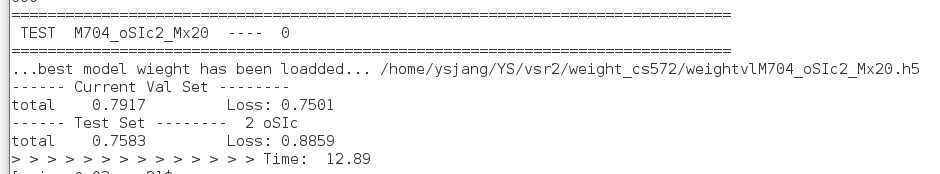 ================================================================================
TEST  M704_oSIc2_Mx20  ----  0
================================================================================
...best model wieght has been loadded... /home/ysjang/YS/vsr2/weight_cs572/weightvlM704_oSIc2_Mx20.h5
------ Current Val Set --------
total    0.7917         Loss: 0.7501
------ Test Set --------  2 oSIc
total    0.7583         Loss: 0.8859
> > > > > > > > > > > > > > Time:  12.89